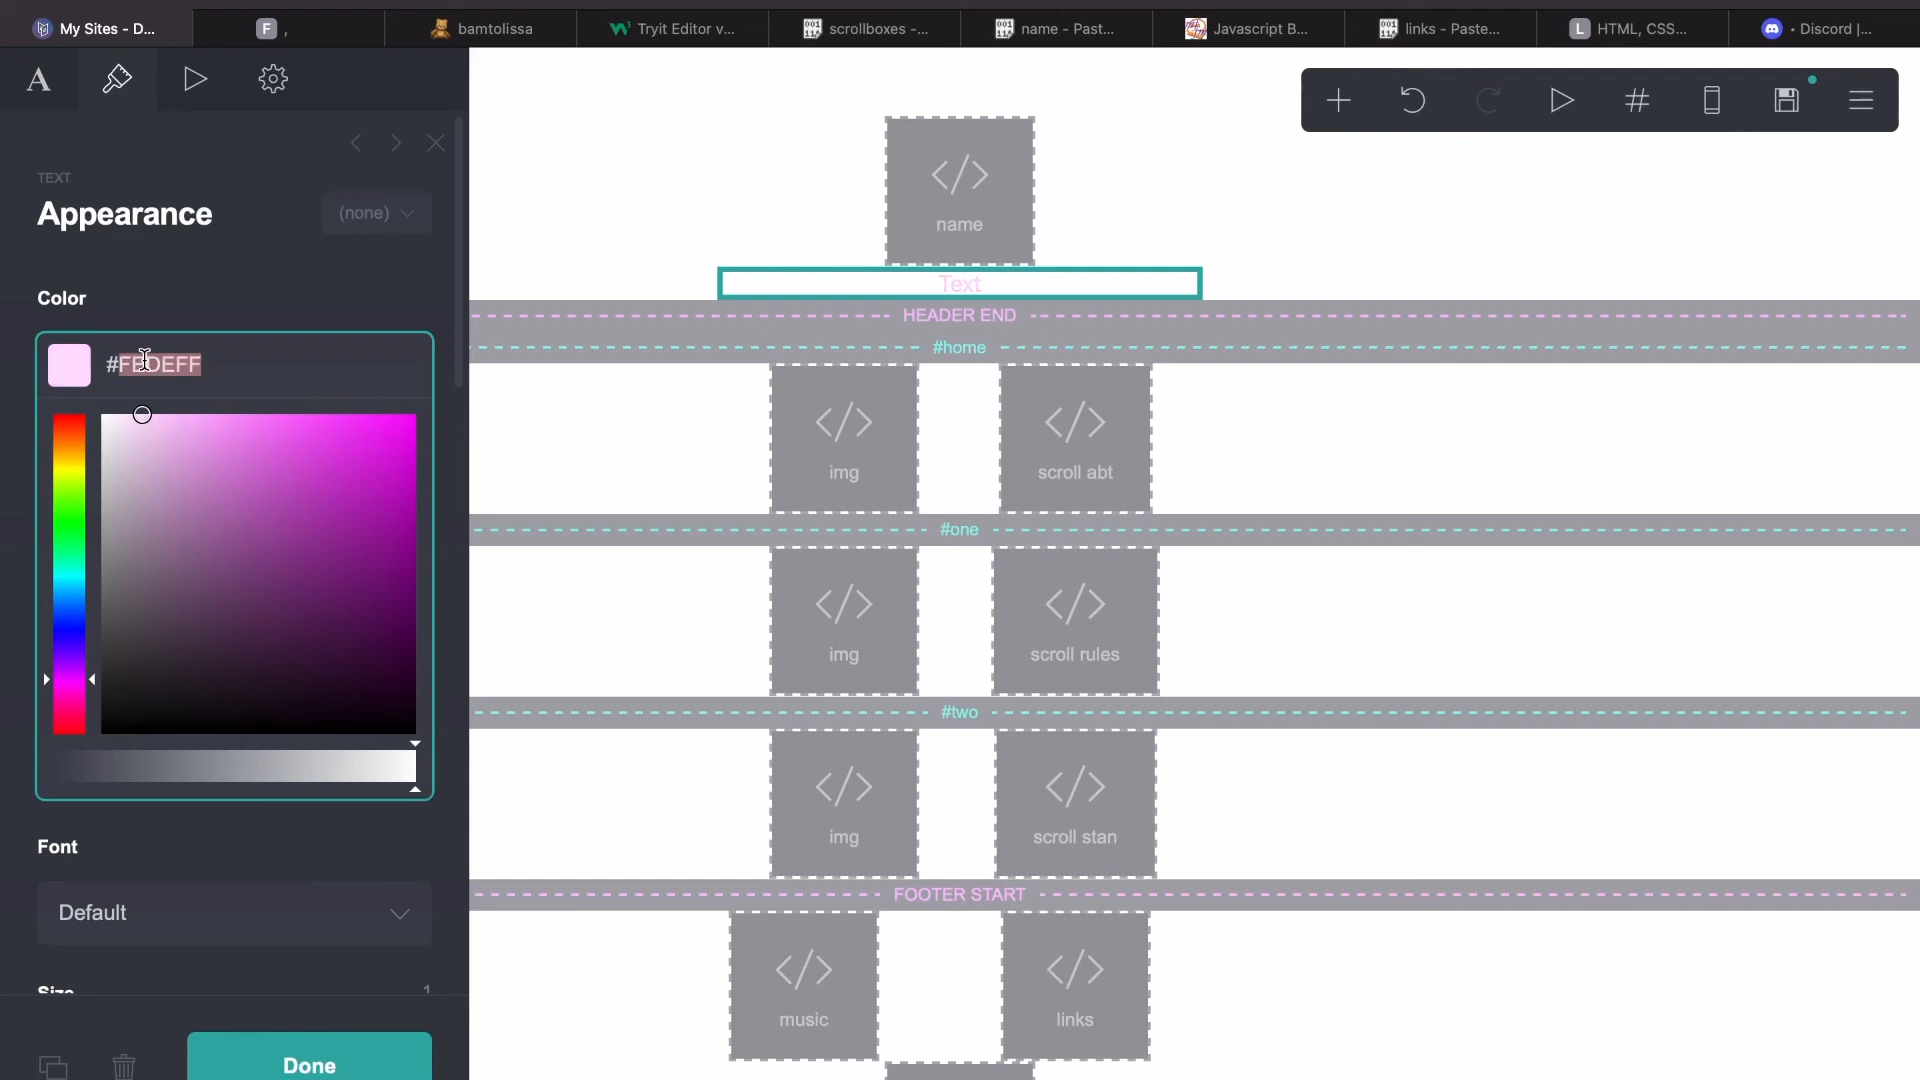 My Sites - D...
F ,
bamtolissa
Tryit Editor v...
scrollboxes -...
name - Past...
Javascript B...
links - Paste...
L HTML, CSS...
• Discord |...
TEXT
Appearance
(none)
Color
#FEDEFF
Font
Default
Size
1
Done
name
Text
HEADER END
#home
img
scroll abt
#one
img
scroll rules
#two
img
scroll stan
FOOTER START
music
links